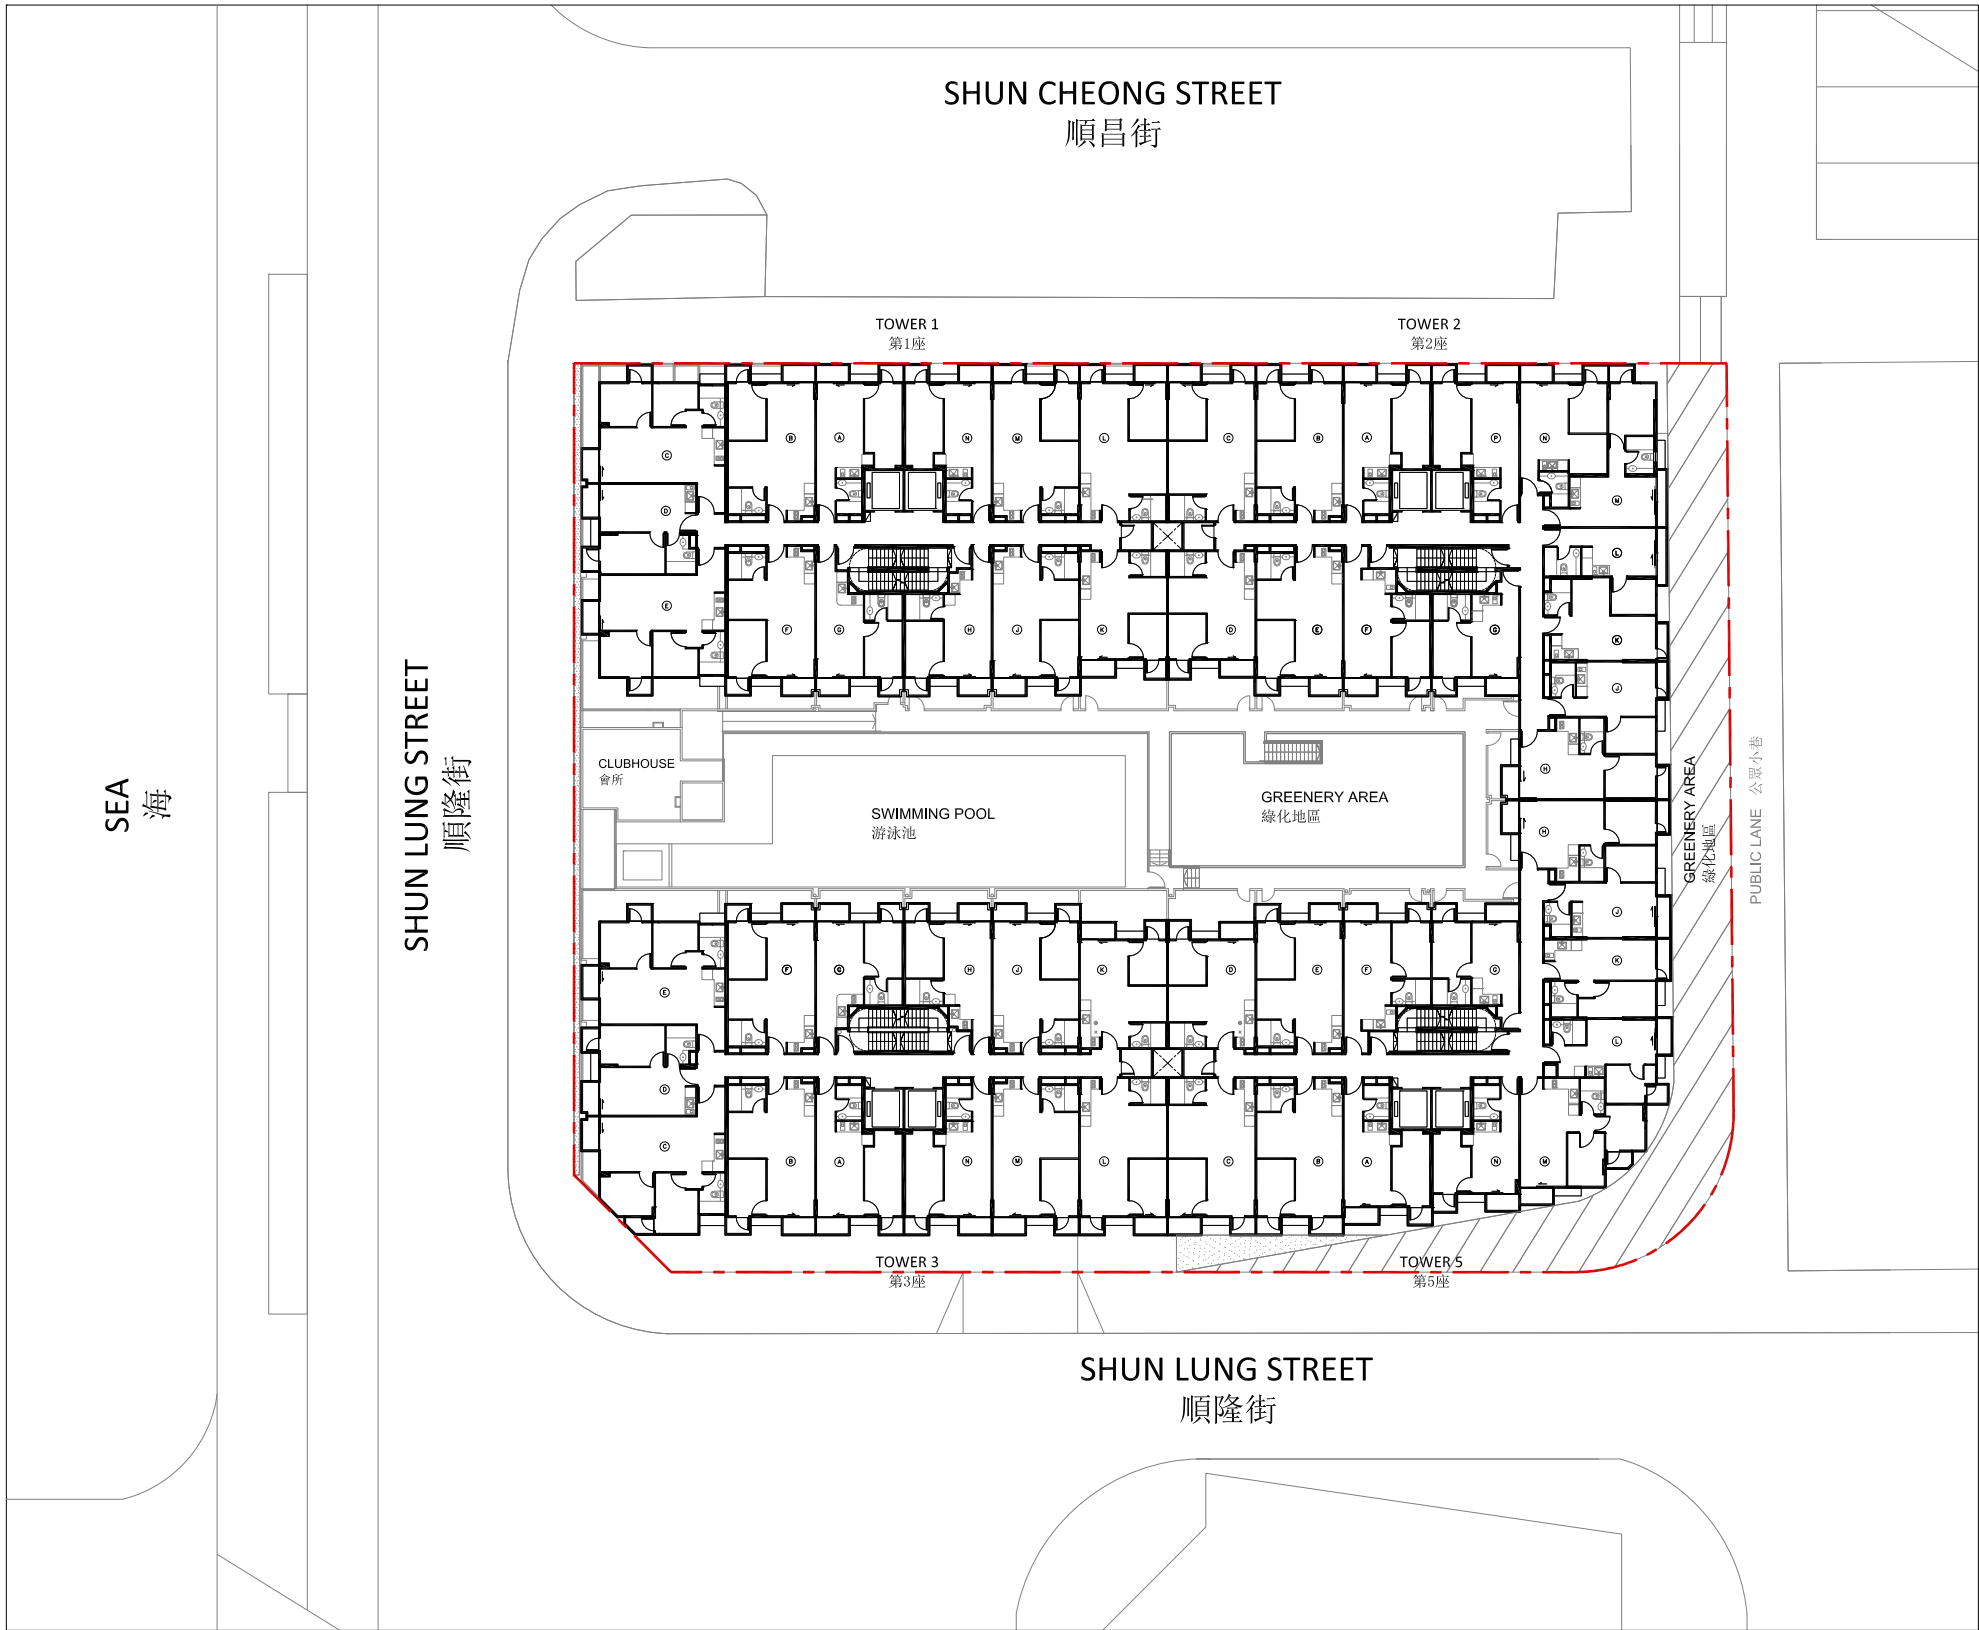 SHUN CHEONG STREET
順昌街
TOWER 1
第1座
TOWER 2
第2座
B
A
N
M
L
C
B
A
P
N
C
D
E
M
L
K
J
H
F
G
H
J
K
D
E
F
G
SEA
海
SHUN LUNG STREET
順隆街
CLUBHOUSE
會所
SWIMMING POOL
游泳池
GREENERY AREA
綠化地區
GREENERY AREA
綠化地區
PUBLIC LANE 公眾小巷
H
J
K
L
M
E
D
C
F
G
H
J
K
D
E
F
G
B
A
N
M
L
C
B
A
N
TOWER 3
第3座
TOWER 5
第5座
SHUN LUNG STREET
順隆街